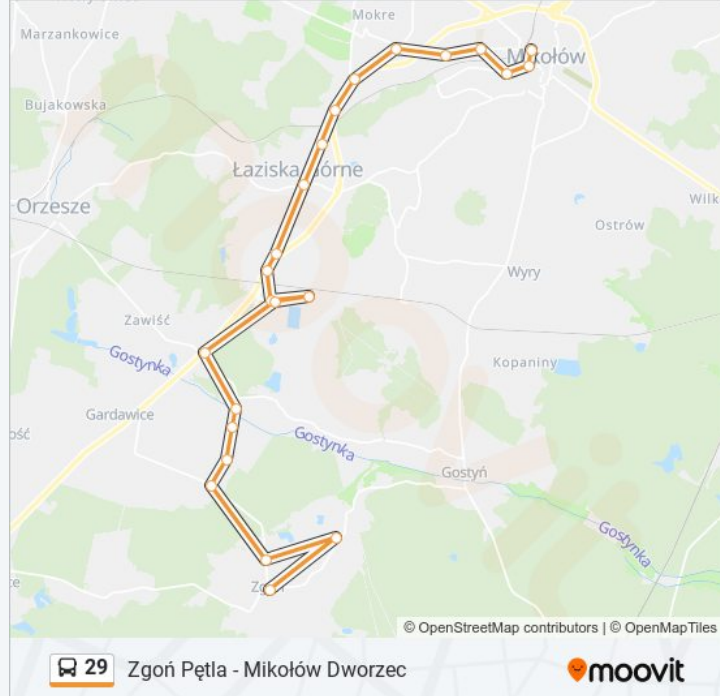 Mokre
Marzankowice
Mikołów
Bujakowska
Łaziska Górne
Orzesze
Ostrów
Wyry
Zawiść
Gostynka
Kopaniny
Gardawice
Gostynka
Gostyń
Gostynka
Zgoń
© OpenStreetMap contributors | © OpenMapTiles
29 Zgoń Pętla - Mikołów Dworzec moovit